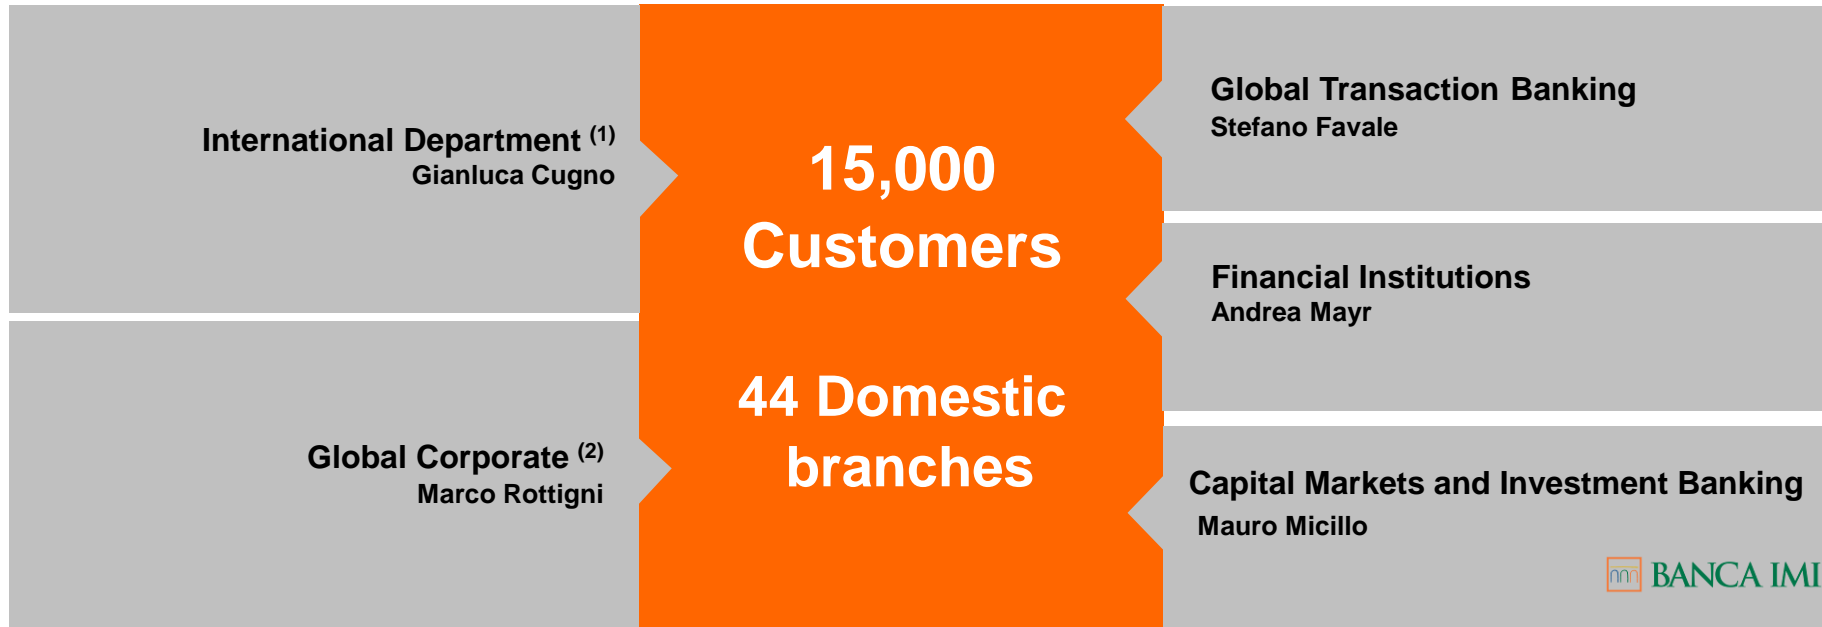 International Department (1)
Gianluca Cugno
Global Corporate (2)
Marco Rottigni
15,000
Customers
44 Domestic
branches
Global Transaction Banking
Stefano Favale
Financial Institutions
Andrea Mayr
Capital Markets and Investment Banking
Mauro Micillo
BANCA IMI